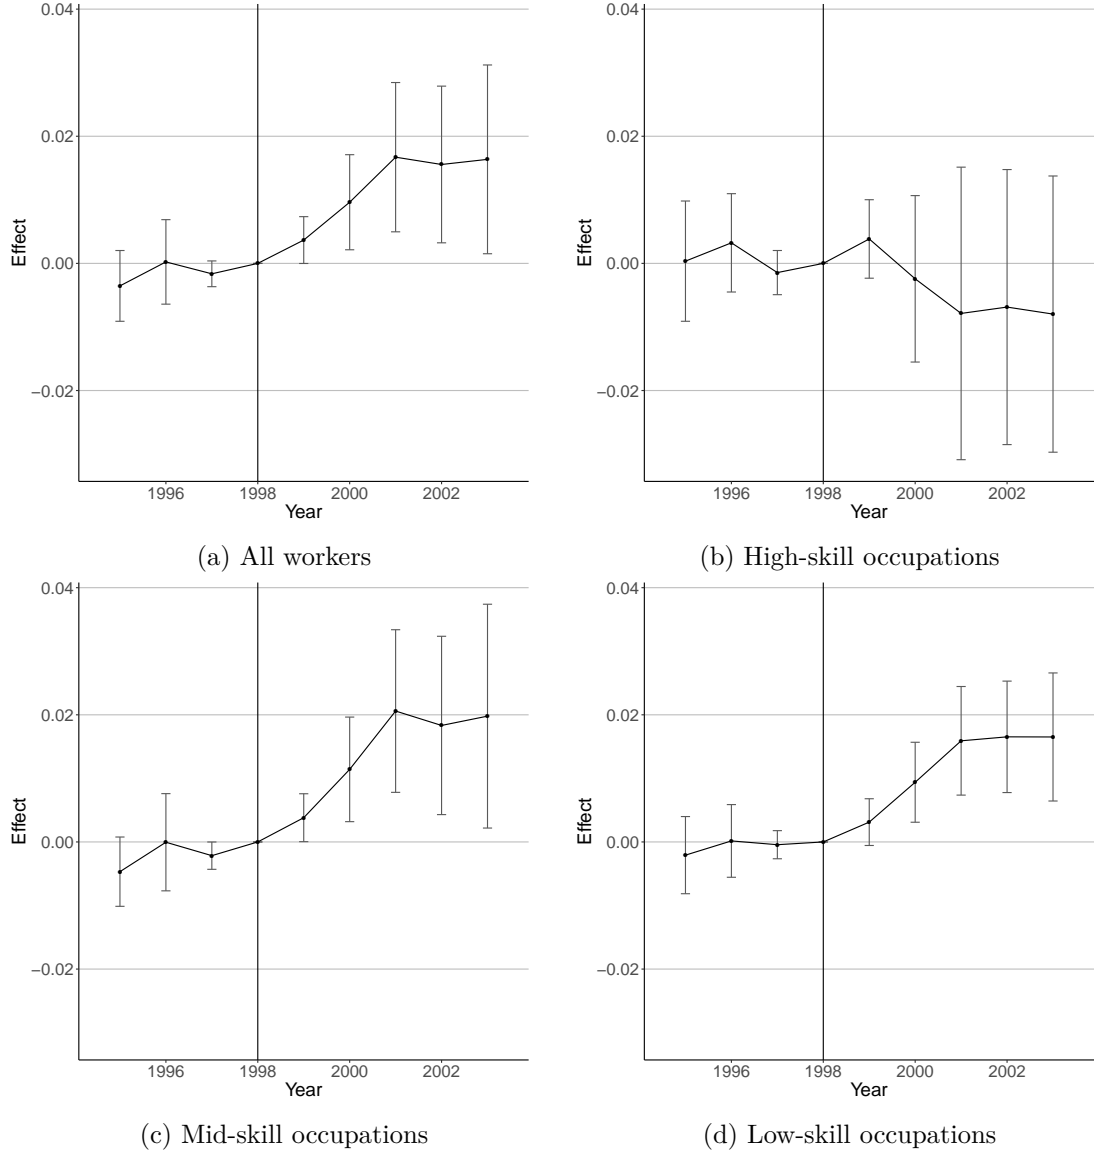 0.04
0.02
0.00
−0.02
Effect
1996 1998 2000 2002
Year
(a) All workers
0.04
0.02
0.00
−0.02
Effect
1996 1998 2000 2002
Year
(b) High-skill occupations
0.04
0.02
0.00
−0.02
Effect
1996 1998 2000 2002
Year
(c) Mid-skill occupations
0.04
0.02
0.00
−0.02
Effect
1996 1998 2000 2002
Year
(d) Low-skill occupations